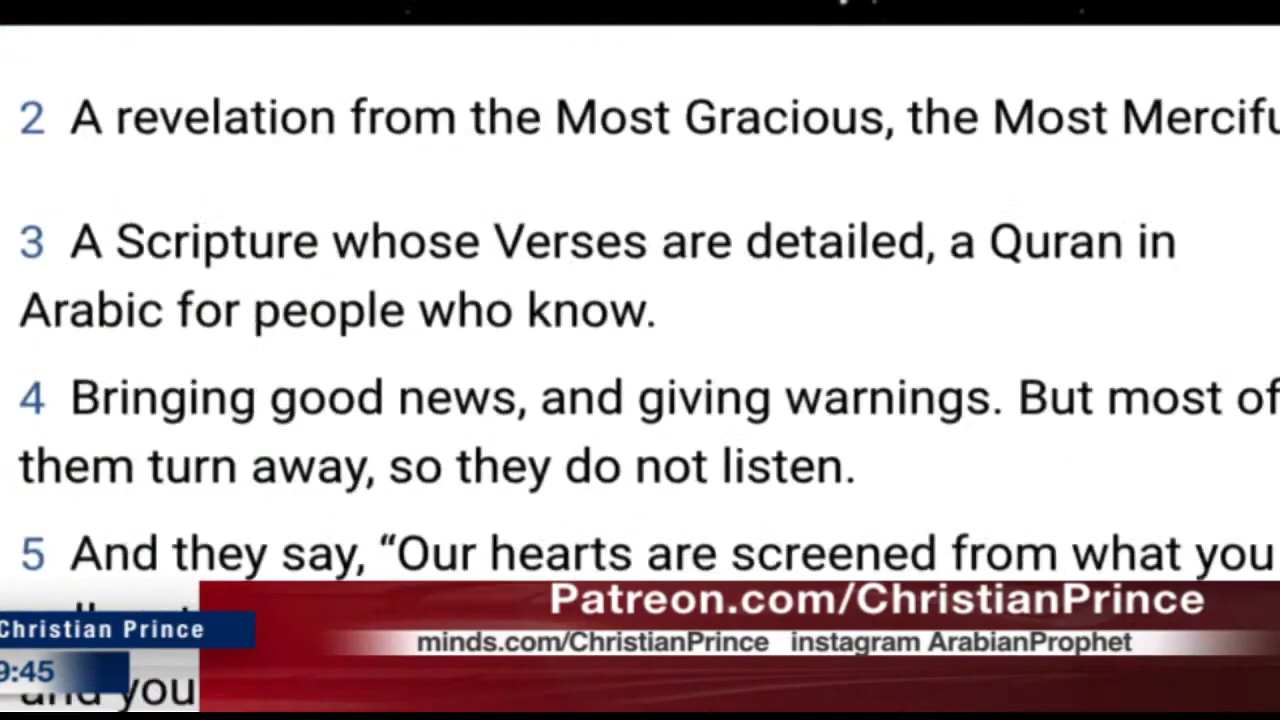 2 A revelation from the Most Gracious, the Most Mercifu
3 A Scripture whose Verses are detailed, a Quran in
Arabic for people who know.
4 Bringing good news, and giving warnings. But most of
them turn away, so they do not listen.
5 And they say, “Our hearts are screened from what you
Patreon.com/ChristianPrince
Christian Prince
minds.com/ChristianPrince instagram ArabianProphet
9:45
and you